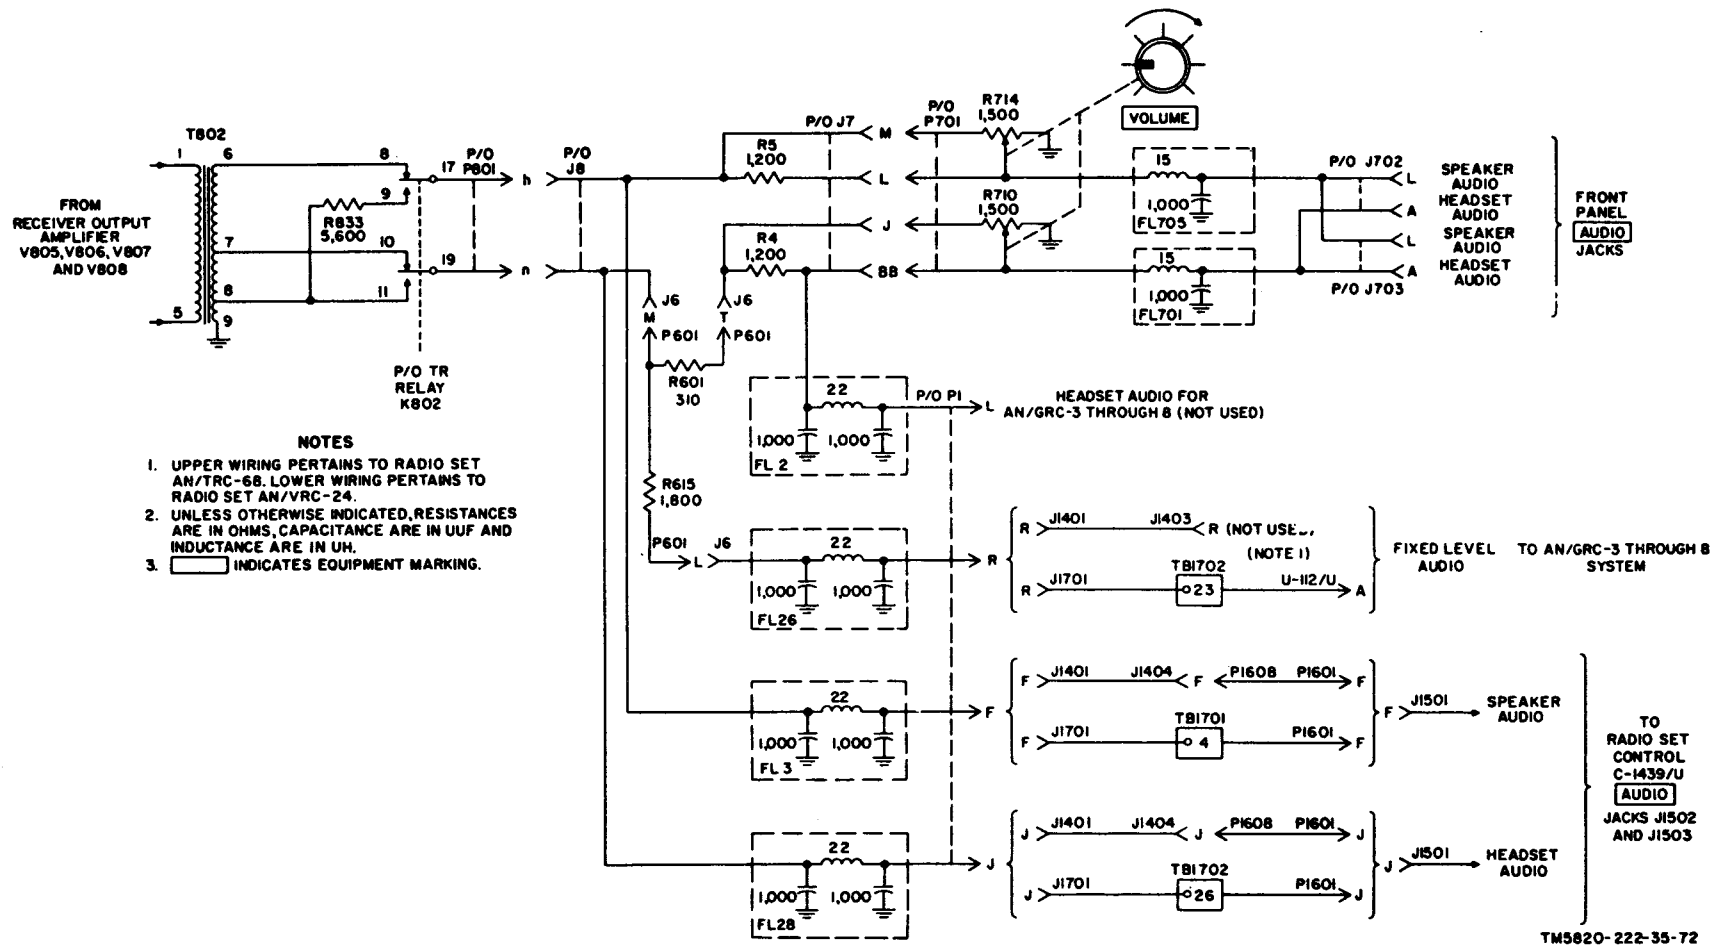 T802
1
5
6
7
8
9
FROM
RECEIVER OUTPUT
AMPLIFIER
V805, V806, V807
AND V808
R833
5,600
8
9
10
11
17
19
P/O
P801
h
n
P/O TR
RELAY
K802
P/O
J8
R5
1,200
R4
1,200
P/O J7
M
L
J
BB
P/O
P701
R714
1,500
R710
1,500
VOLUME
15
1,000
FL705
15
1,000
FL701
P/O J702
L
A
L
A
P/O J703
SPEAKER
AUDIO
HEADSET
AUDIO
SPEAKER
AUDIO
HEADSET
AUDIO
FRONT
PANEL
AUDIO
JACKS
J6
M
P601
J6
T
P601
R601
310
R615
1,800
P601
L
J6
22
1,000
1,000
FL 2
P/O P1
L
HEADSET AUDIO FOR
AN/GRC-3 THROUGH 8 (NOT USED)
NOTES
1. UPPER WIRING PERTAINS TO RADIO SET
AN/TRC-68. LOWER WIRING PERTAINS TO
RADIO SET AN/VRC-24.
2. UNLESS OTHERWISE INDICATED, RESISTANCES
ARE IN OHMS, CAPACITANCE ARE IN UUF AND
INDUCTANCE ARE IN UH.
3. INDICATES EQUIPMENT MARKING.
22
1,000
1,000
FL26
R
R
J1401
J1403
R (NOT
(NOTE 1)
R
J1701
TB1702
23
U-112/U
A
FIXED LEVEL
AUDIO
TO AN/GRC-3 THROUGH 8
SYSTEM
22
1,000
1,000
FL 3
F
F
J1401
J1404
F
P1608
P1601
F
F
J1701
TB1701
4
P1601
F
F
J1501
SPEAKER
AUDIO
22
1,000
1,000
FL28
J
J
J1401
J1404
J
P1608
P1601
J
J
J1701
TB1702
26
P1601
J
J
J1501
HEADSET
AUDIO
TO
RADIO SET
CONTROL
C-1439/U
AUDIO
JACKS J1502
AND J1503
TM5820-222-35-72